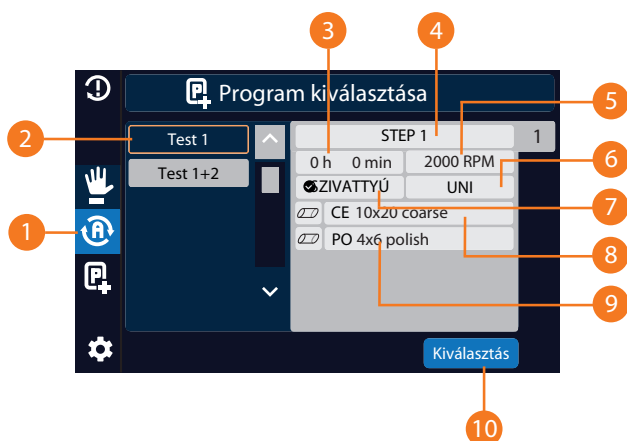 3
4
P Program kiválasztása
5
2
Test 1
STEP 1
1
0 h 0 min
2000 RPM
6
Test 1+2
SZIVATTYÚ
UNI
7
1
A
CE 10x20 coarse
8
P
PO 4x6 polish
9
Kiválasztás
10